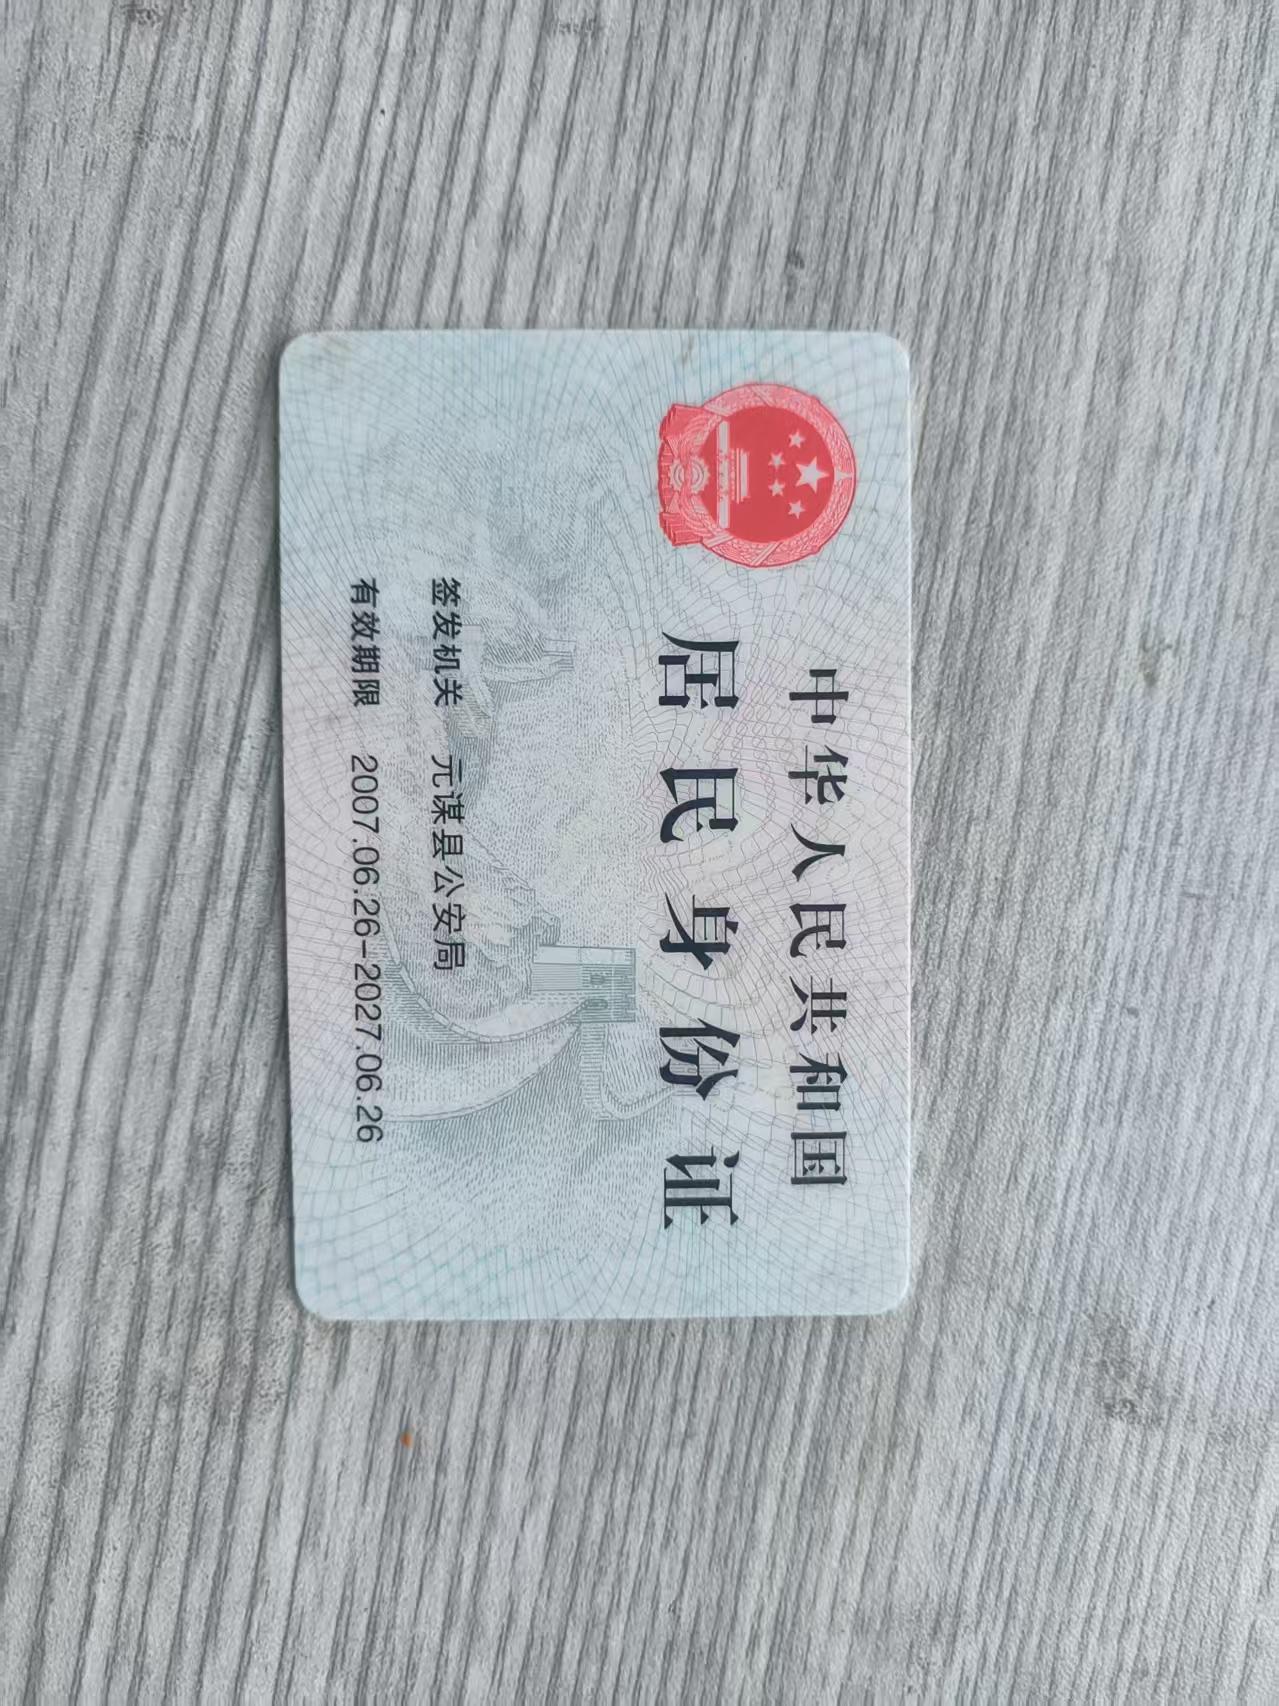 中华人民共和国
居民身份证
签发机关 元谋县公安局
有效期限 2007.06.26-2027.06.26